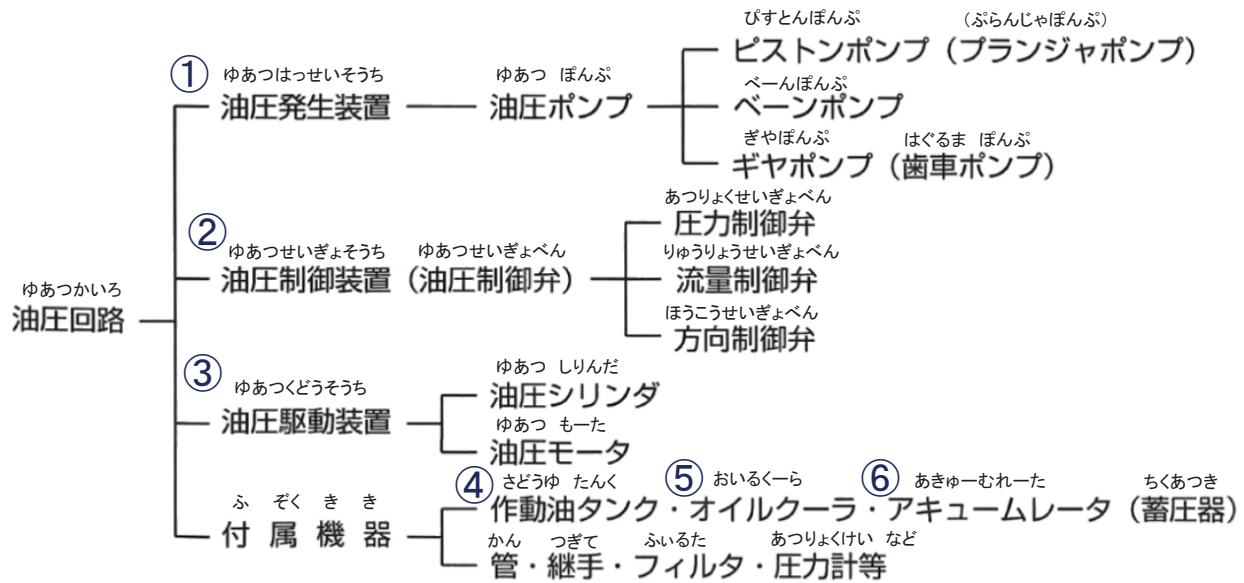 ぴすとんぽんぷ （ぷらんじゃぽんぷ）
ピストンポンプ（プランジャポンプ）
① ゆあつはっせいそうち ゆあつ ぽんぷ
油圧発生装置 油圧ポンプ
べーんぽんぷ
ベーンポンプ
ぎやぽんぷ はぐるま ぽんぷ
ギヤポンプ（歯車ポンプ）
あつりょくせいぎょべん
圧力制御弁
② ゆあつせいぎょそうち ゆあつせいぎょべん
油圧制御装置（油圧制御弁）
りゅうりょうせいぎょべん
流量制御弁
ほうこうせいぎょべん
方向制御弁
ゆあつかいろ
油圧回路
③ ゆあつくどうそうち
油圧駆動装置
ゆあつ しりんだ
油圧シリンダ
ゆあつ もーた
油圧モータ
ふ ぞく き き
付属機器
④ さどうゆ たんく ⑤ おいるくーら ⑥ あきゅーむれーた ちくあつき
作動油タンク・オイルクーラ・アキュームレータ（蓄圧器）
かん つぎて ふぃるた あつりょくけい など
管・継手・フィルタ・圧力計等